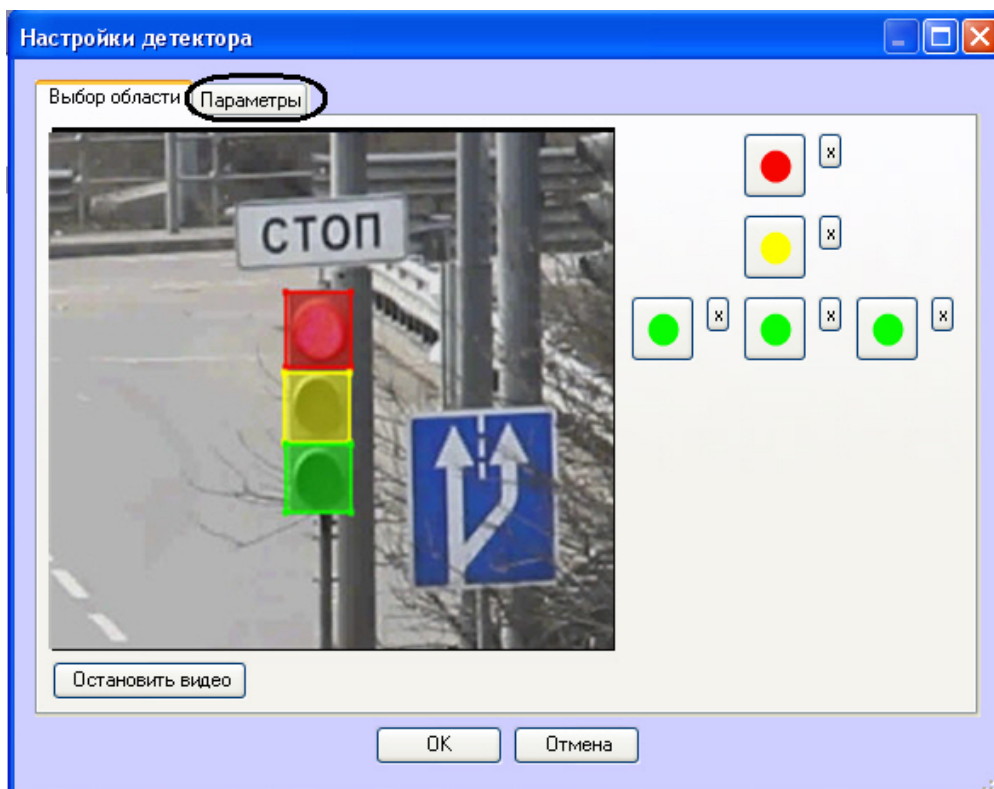 Настройки детектора
Выбор области
Параметры
СТОП
x
x
x
x
x
Остановить видео
OK
Отмена